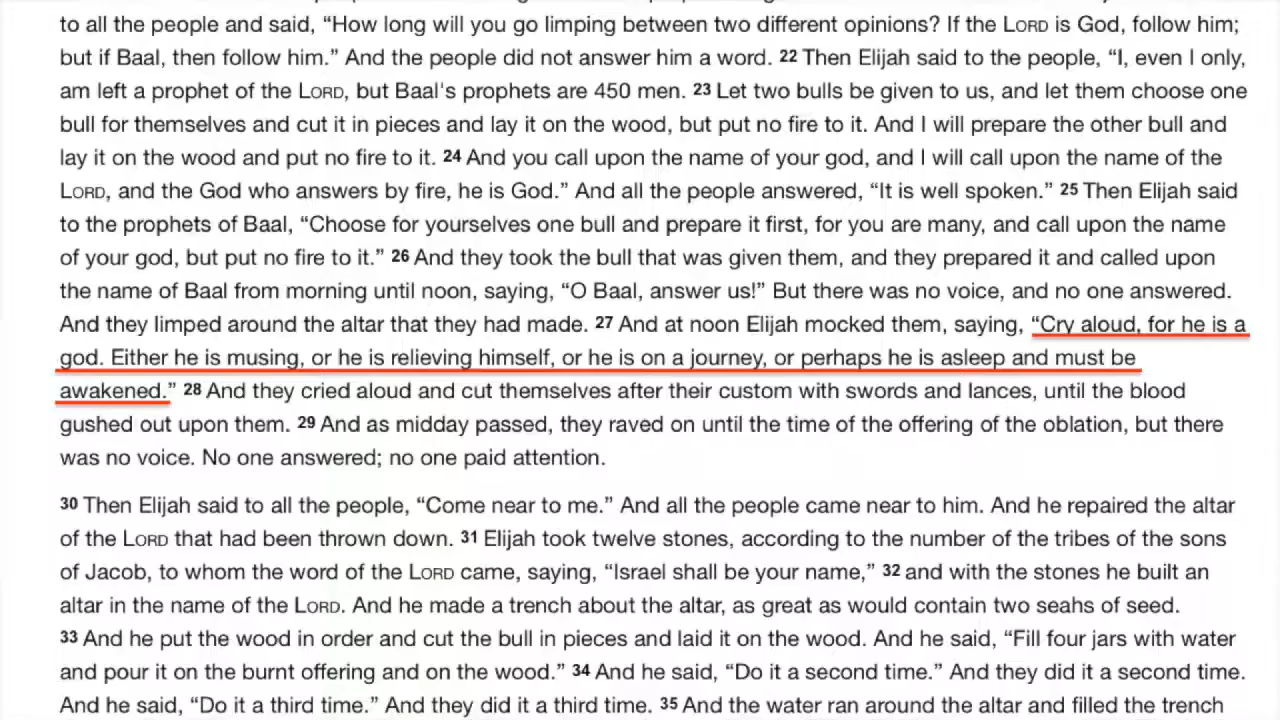 to all the people and said, “How long will you go limping between two different opinions? If the LORD is God, follow him;
but if Baal, then follow him.” And the people did not answer him a word. 22 Then Elijah said to the people, “I, even I only,
am left a prophet of the LORD, but Baal's prophets are 450 men. 23 Let two bulls be given to us, and let them choose one
bull for themselves and cut it in pieces and lay it on the wood, but put no fire to it. And I will prepare the other bull and
lay it on the wood and put no fire to it. 24 And you call upon the name of your god, and I will call upon the name of the
LORD, and the God who answers by fire, he is God.” And all the people answered, “It is well spoken.” 25 Then Elijah said
to the prophets of Baal, “Choose for yourselves one bull and prepare it first, for you are many, and call upon the name
of your god, but put no fire to it.” 26 And they took the bull that was given them, and they prepared it and called upon
the name of Baal from morning until noon, saying, “O Baal, answer us!” But there was no voice, and no one answered.
And they limped around the altar that they had made. 27 And at noon Elijah mocked them, saying, “Cry aloud, for he is a
god. Either he is musing, or he is relieving himself, or he is on a journey, or perhaps he is asleep and must be
awakened.” 28 And they cried aloud and cut themselves after their custom with swords and lances, until the blood
gushed out upon them. 29 And as midday passed, they raved on until the time of the offering of the oblation, but there
was no voice. No one answered; no one paid attention.
30 Then Elijah said to all the people, “Come near to me.” And all the people came near to him. And he repaired the altar
of the LORD that had been thrown down. 31 Elijah took twelve stones, according to the number of the tribes of the sons
of Jacob, to whom the word of the LORD came, saying, “Israel shall be your name,” 32 and with the stones he built an
altar in the name of the LORD. And he made a trench about the altar, as great as would contain two seahs of seed.
33 And he put the wood in order and cut the bull in pieces and laid it on the wood. And he said, “Fill four jars with water
and pour it on the burnt offering and on the wood.” 34 And he said, “Do it a second time.” And they did it a second time.
And he said, “Do it a third time.” And they did it a third time. 35 And the water ran around the altar and filled the trench